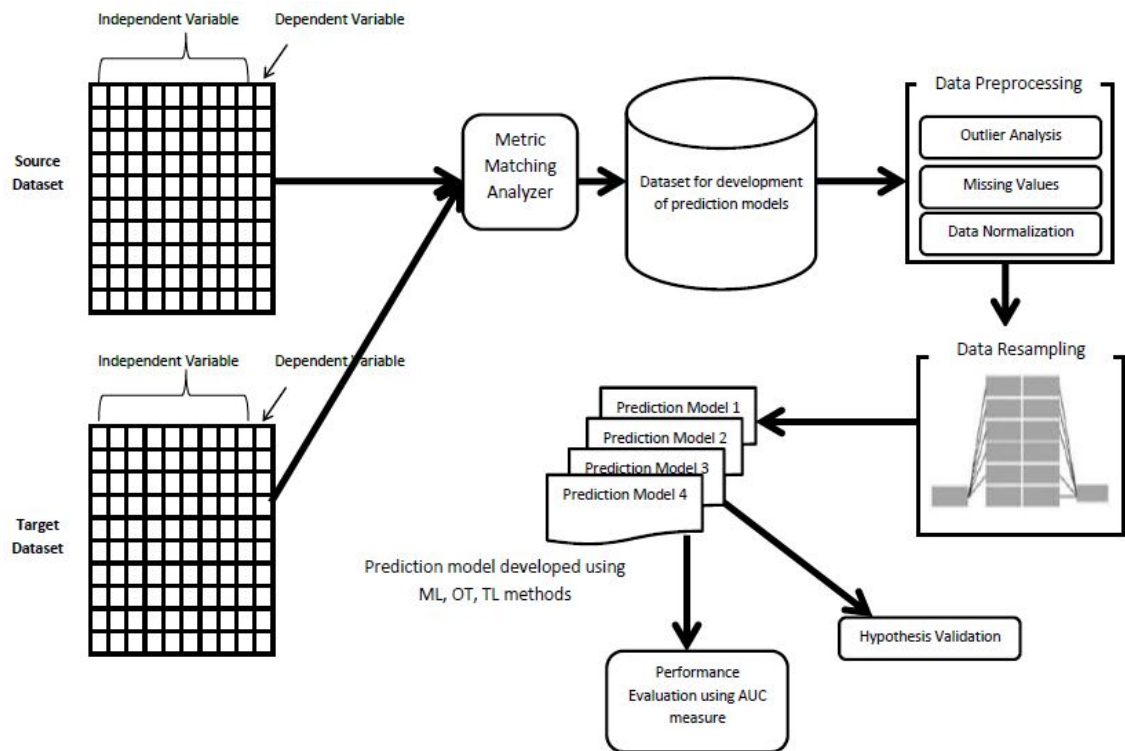 Independent Variable
Dependent Variable
Source
Dataset
Metric
Matching
Analyzer
Dataset for development
of prediction models
Data Preprocessing
Outlier Analysis
Missing Values
Data Normalization
Independent Variable
Dependent Variable
Target
Dataset
Data Resampling
Prediction Model 1
Prediction Model 2
Prediction Model 3
Prediction Model 4
Prediction model developed using
ML, OT, TL methods
Hypothesis Validation
Performance
Evaluation using AUC
measure